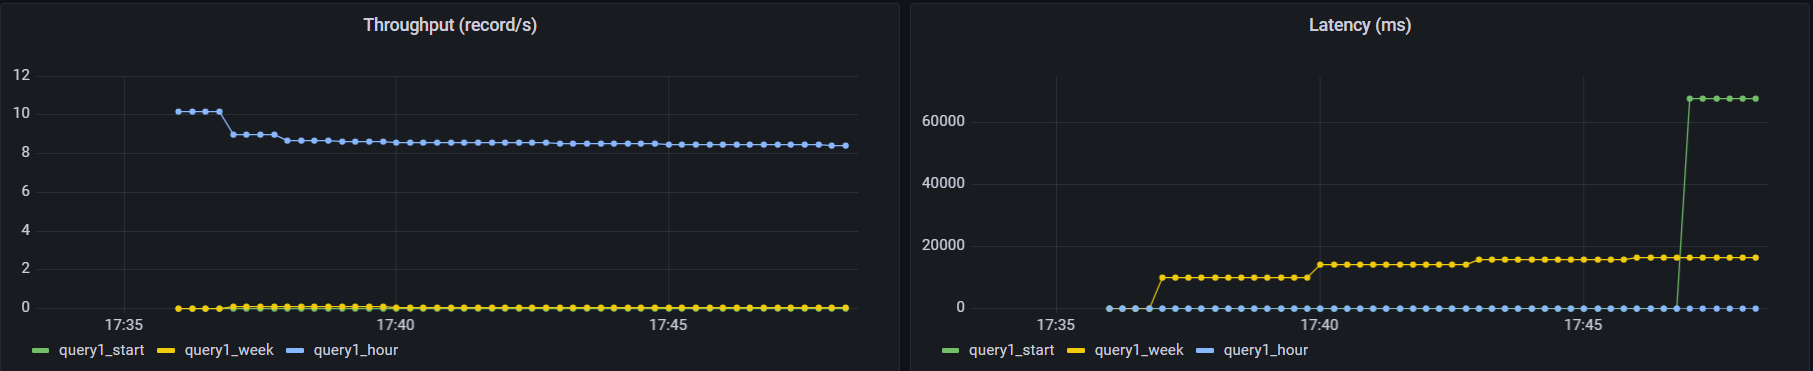 Throughput (record/s)
12
10
8
6
4
2
0
17:35 17:40 17:45
query1_start query1_week query1_hour
Latency (ms)
60000
40000
20000
0
17:35 17:40 17:45
query1_start query1_week query1_hour